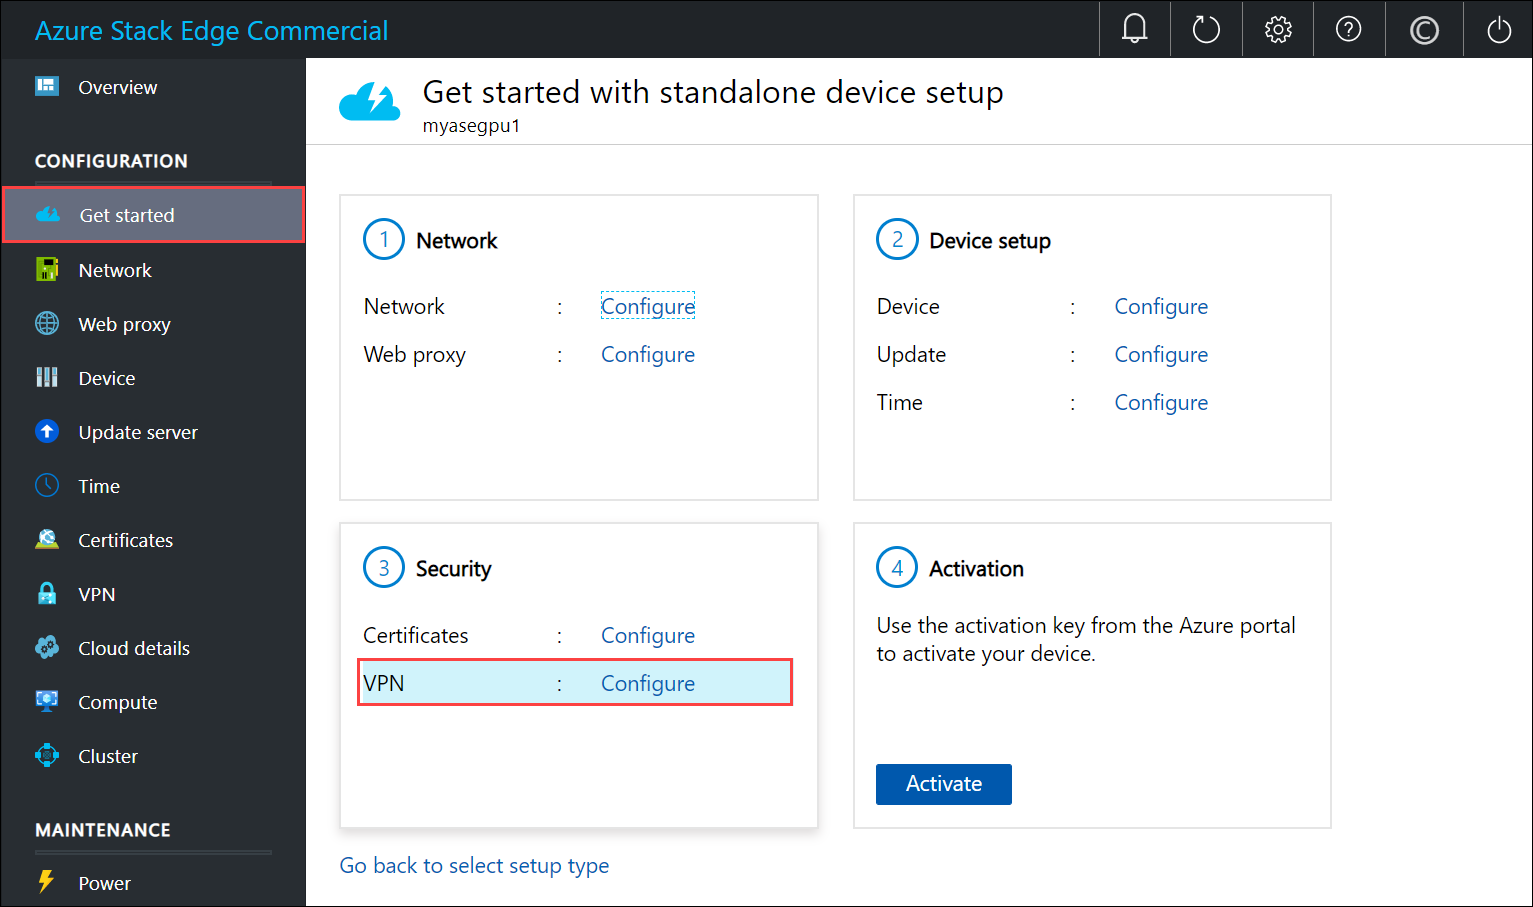 Azure Stack Edge Commercial
Overview
CONFIGURATION
Get started
Network
Web proxy
Device
Update server
Time
Certificates
VPN
Cloud details
Compute
Cluster
MAINTENANCE
Power
Get started with standalone device setup
myasegpu1
1 Network
Network : Configure
Web proxy : Configure
2 Device setup
Device : Configure
Update : Configure
Time : Configure
3 Security
Certificates : Configure
VPN : Configure
4 Activation
Use the activation key from the Azure portal
to activate your device.
Activate
Go back to select setup type